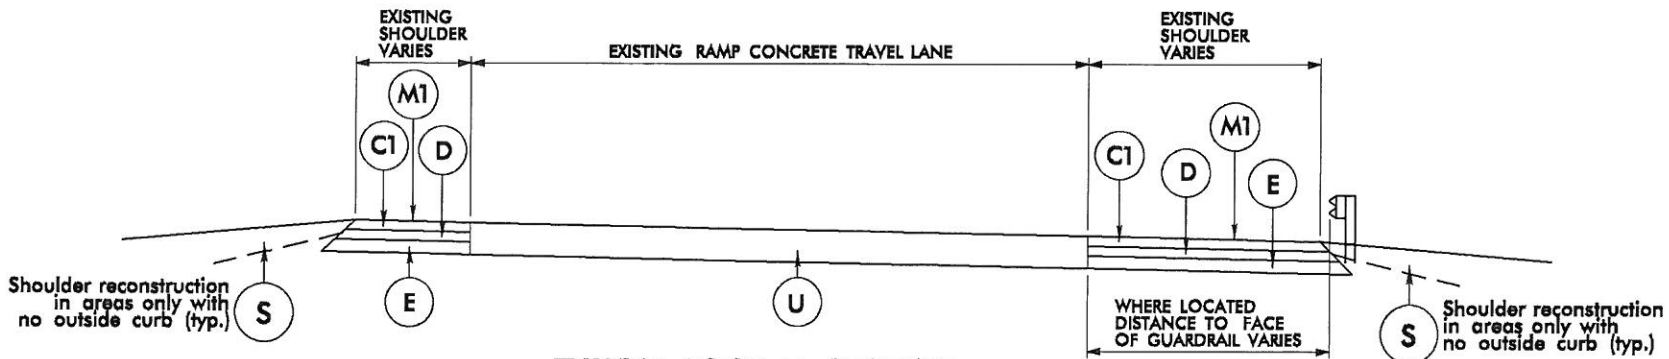 EXISTING
SHOULDER
VARIES
EXISTING RAMP CONCRETE TRAVEL LANE
EXISTING
SHOULDER
VARIES
M1
C1
D
M1
C1
D
E
Shoulder reconstruction
in areas only with
no outside curb (typ.)
S
E
U
WHERE LOCATED
DISTANCE TO FACE
OF GUARDRAIL VARIES
S
Shoulder reconstruction
in areas only with
no outside curb (typ.)